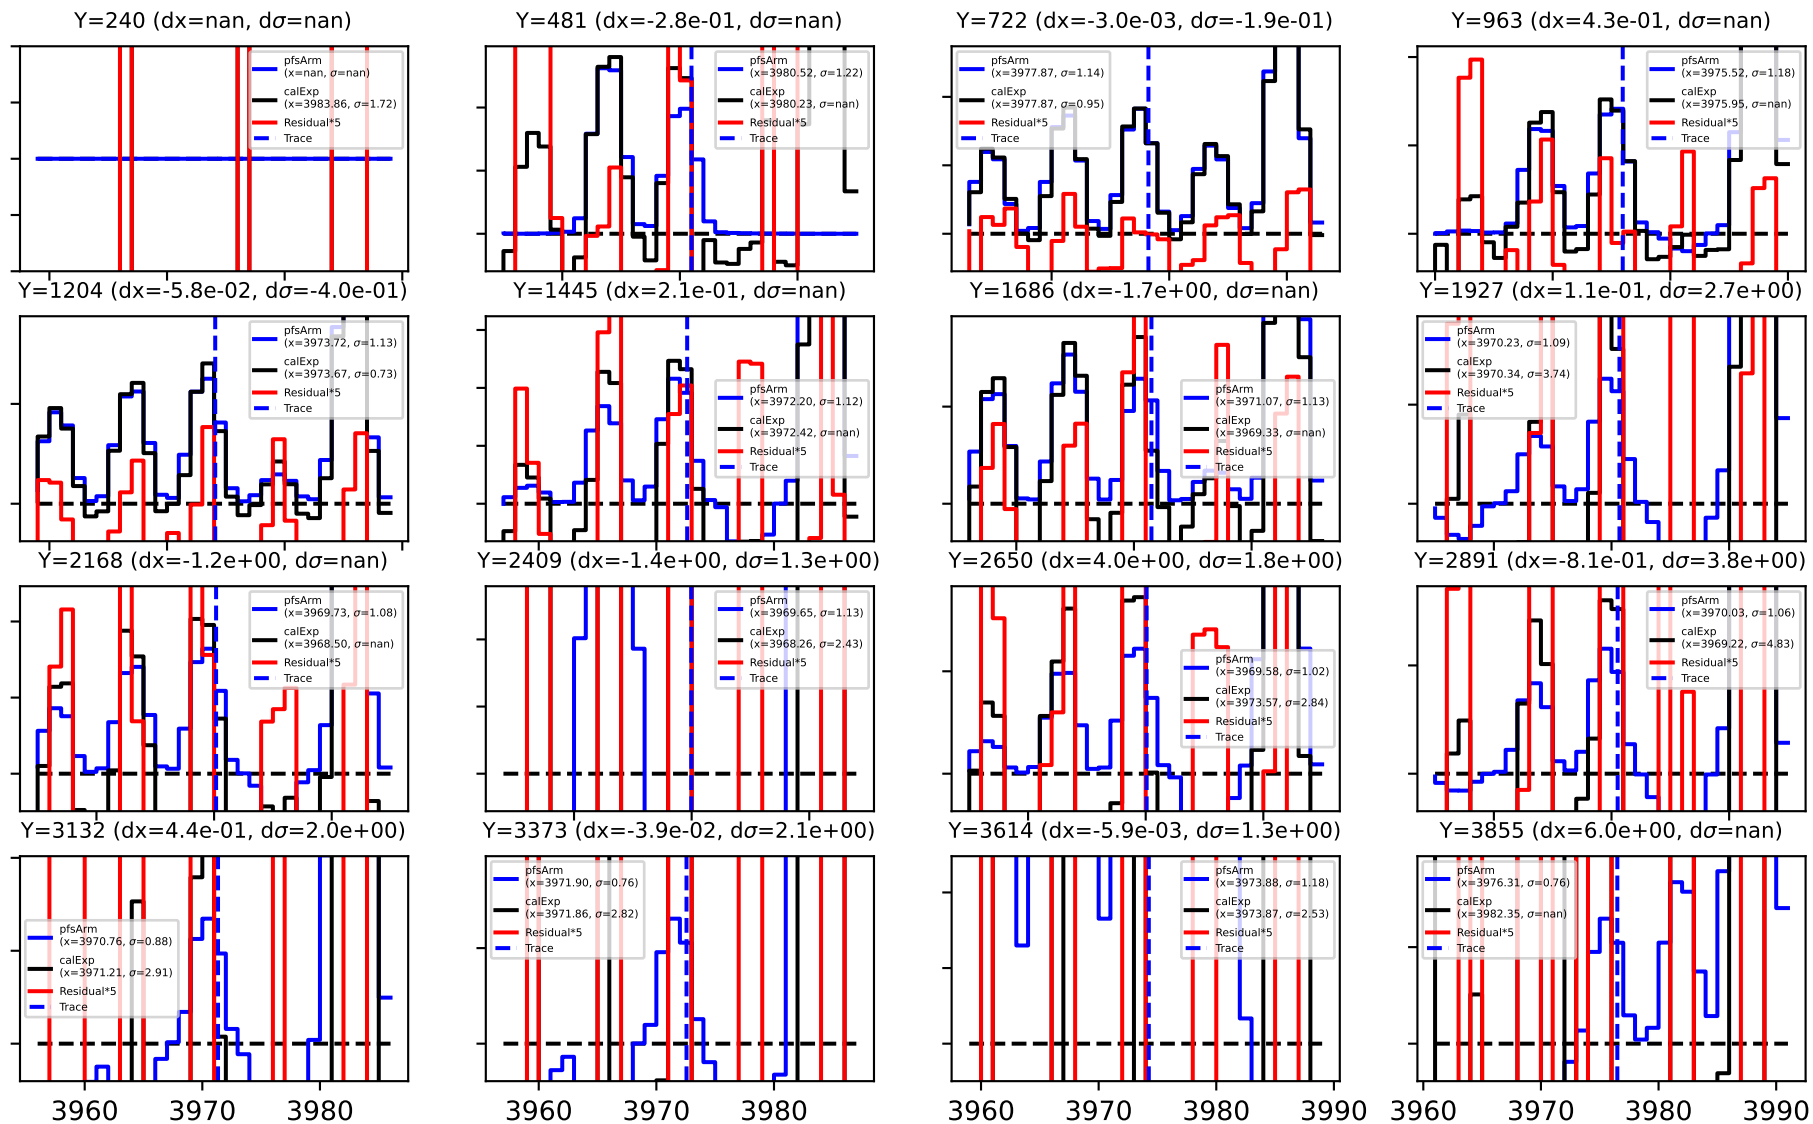 Y=240 (dx=nan, dσ=nan)
pfsArm
(x=nan, σ=nan)
calExp
(x=3983.86, σ=1.72)
Residual*5
Trace
Y=481 (dx=-2.8e-01, dσ=nan)
pfsArm
(x=3980.52, σ=1.22)
calExp
(x=3980.23, σ=nan)
Residual*5
Trace
Y=722 (dx=-3.0e-03, dσ=-1.9e-01)
pfsArm
(x=3977.87, σ=1.14)
calExp
(x=3977.87, σ=0.95)
Residual*5
Trace
Y=963 (dx=4.3e-01, dσ=nan)
pfsArm
(x=3975.52, σ=1.18)
calExp
(x=3975.95, σ=nan)
Residual*5
Trace
Y=1204 (dx=-5.8e-02, dσ=-4.0e-01)
pfsArm
(x=3973.72, σ=1.13)
calExp
(x=3973.67, σ=0.73)
Residual*5
Trace
Y=1445 (dx=2.1e-01, dσ=nan)
pfsArm
(x=3972.20, σ=1.12)
calExp
(x=3972.42, σ=nan)
Residual*5
Trace
Y=1686 (dx=-1.7e+00, dσ=nan)
pfsArm
(x=3971.07, σ=1.13)
calExp
(x=3969.33, σ=nan)
Residual*5
Trace
Y=1927 (dx=1.1e-01, dσ=2.7e+00)
pfsArm
(x=3970.23, σ=1.09)
calExp
(x=3970.34, σ=3.74)
Residual*5
Trace
Y=2168 (dx=-1.2e+00, dσ=nan)
pfsArm
(x=3969.73, σ=1.08)
calExp
(x=3968.50, σ=nan)
Residual*5
Trace
Y=2409 (dx=-1.4e+00, dσ=1.3e+00)
pfsArm
(x=3969.65, σ=1.13)
calExp
(x=3968.26, σ=2.43)
Residual*5
Trace
Y=2650 (dx=4.0e+00, dσ=1.8e+00)
pfsArm
(x=3969.58, σ=1.02)
calExp
(x=3973.57, σ=2.84)
Residual*5
Trace
Y=2891 (dx=-8.1e-01, dσ=3.8e+00)
pfsArm
(x=3970.03, σ=1.06)
calExp
(x=3969.22, σ=4.83)
Residual*5
Trace
Y=3132 (dx=4.4e-01, dσ=2.0e+00)
pfsArm
(x=3970.76, σ=0.88)
calExp
(x=3971.21, σ=2.91)
Residual*5
Trace
3960 3970 3980
Y=3373 (dx=-3.9e-02, dσ=2.1e+00)
pfsArm
(x=3971.90, σ=0.76)
calExp
(x=3971.86, σ=2.82)
Residual*5
Trace
3960 3970 3980
Y=3614 (dx=-5.9e-03, dσ=1.3e+00)
pfsArm
(x=3973.88, σ=1.18)
calExp
(x=3973.87, σ=2.53)
Residual*5
Trace
3960 3970 3980 3990
Y=3855 (dx=6.0e+00, dσ=nan)
pfsArm
(x=3976.31, σ=0.76)
calExp
(x=3982.35, σ=nan)
Residual*5
Trace
3960 3970 3980 3990